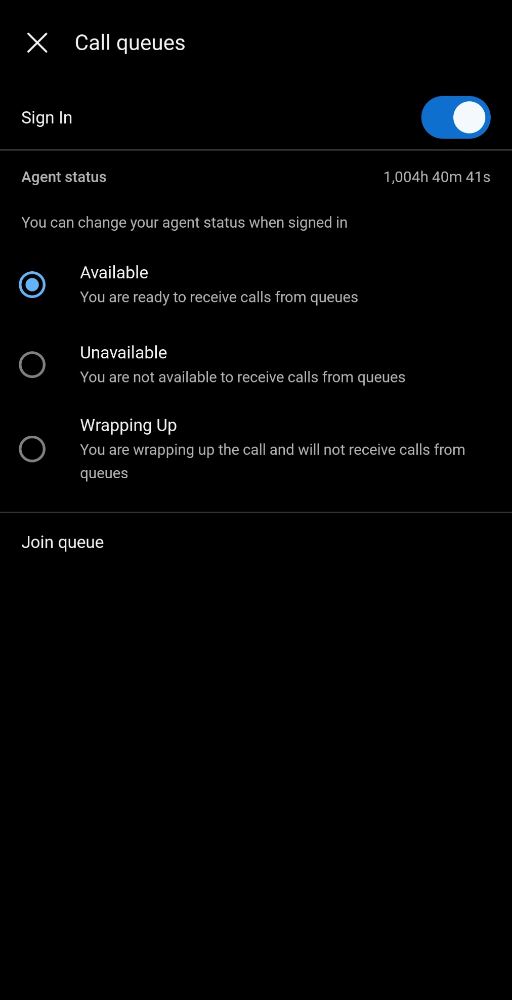 Call queues
Sign In
Agent status 1,004h 40m 41s
You can change your agent status when signed in
Available
You are ready to receive calls from queues
Unavailable
You are not available to receive calls from queues
Wrapping Up
You are wrapping up the call and will not receive calls from
queues
Join queue